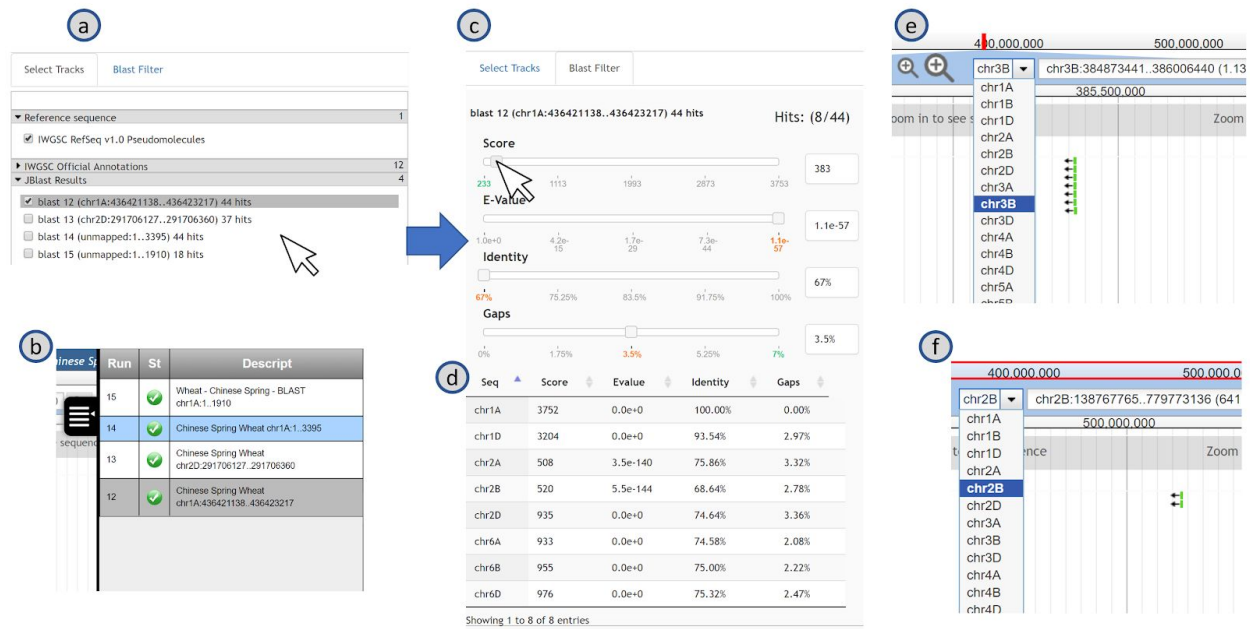 a
Select Tracks Blast Filter
Reference sequence 1
IWGSC RefSeq v1.0 Pseudomolecules
IWGSC Official Annotations 12
JBlast Results 4
blast 12 (chr1A:436421138..436423217) 44 hits
blast 13 (chr2D:291706127..291706360) 37 hits
blast 14 (unmapped:1..3395) 44 hits
blast 15 (unmapped:1..1910) 18 hits
b
Run St Descript
15 Wheat - Chinese Spring - BLAST
chr1A:1..1910
14 Chinese Spring Wheat chr1A:1..3395
13 Chinese Spring Wheat
chr2D:291706127..291706360
12 Chinese Spring Wheat
chr1A:436421138..436423217
c
Select Tracks Blast Filter
blast 12 (chr1A:436421138..436423217) 44 hits Hits: (8/44)
Score
383
233 1113 1993 2873 3753
E-Value
1.1e-57
1.0e+0 4.2e-15 1.7e-29 7.3e-44 1.1e-57
Identity
67%
67% 75.25% 83.5% 91.75% 100%
Gaps
3.5%
0% 1.75% 3.5% 5.25% 7%
d
Seq Score Evalue Identity Gaps
chr1A 3752 0.0e+0 100.00% 0.00%
chr1D 3204 0.0e+0 93.54% 2.97%
chr2A 508 3.5e-140 75.86% 3.32%
chr2B 520 5.5e-144 68.64% 2.78%
chr2D 935 0.0e+0 74.64% 3.36%
chr6A 933 0.0e+0 74.58% 2.08%
chr6B 955 0.0e+0 75.00% 2.22%
chr6D 976 0.0e+0 75.32% 2.47%
Showing 1 to 8 of 8 entries
e
400,000,000 500,000,000
chr3B chr3B:384873441..386006440 (1.13
385,500,000
oom in to see s Zoom
chr1A
chr1B
chr1D
chr2A
chr2B
chr2D
chr3A
chr3B
chr3D
chr4A
chr4B
chr4D
chr5A
chr5B
f
400,000,000 500,000,0
chr2B chr2B:138767765..779773136 (641
500,000,000
ence Zoom
chr1A
chr1B
chr1D
chr2A
chr2B
chr2D
chr3A
chr3B
chr3D
chr4A
chr4B
chr4D